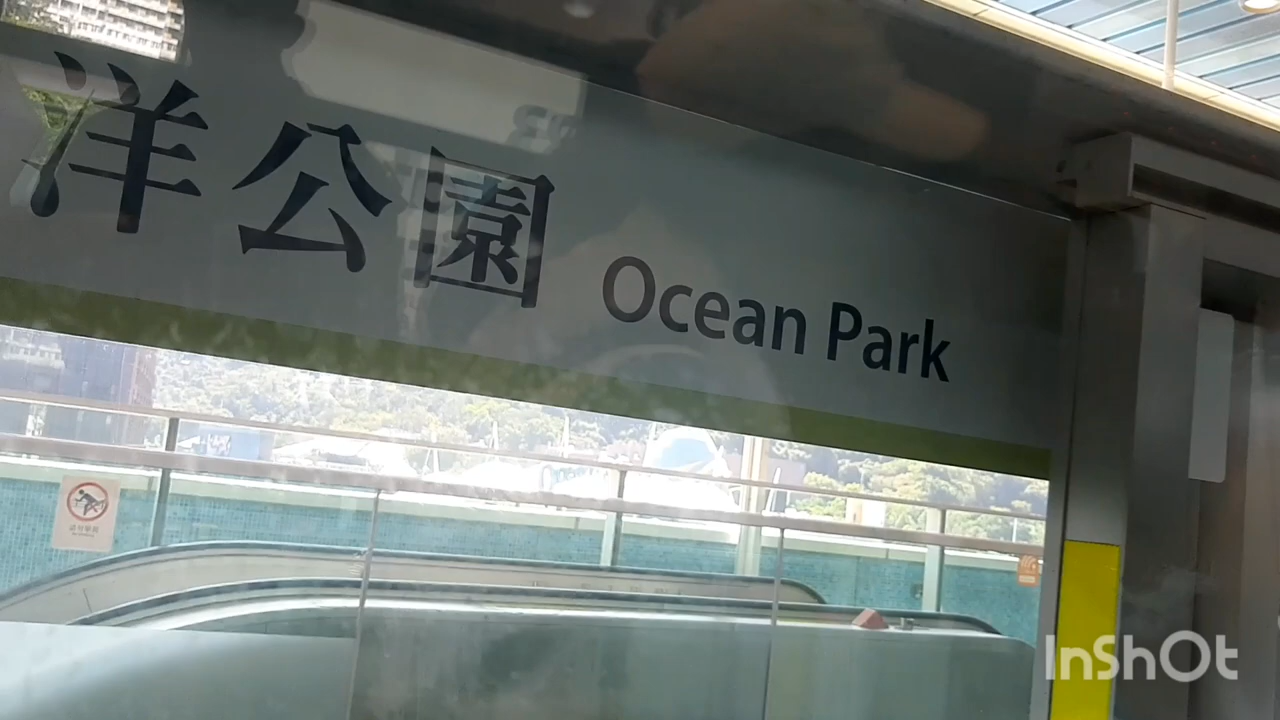 洋公園 Ocean Park
InShOt